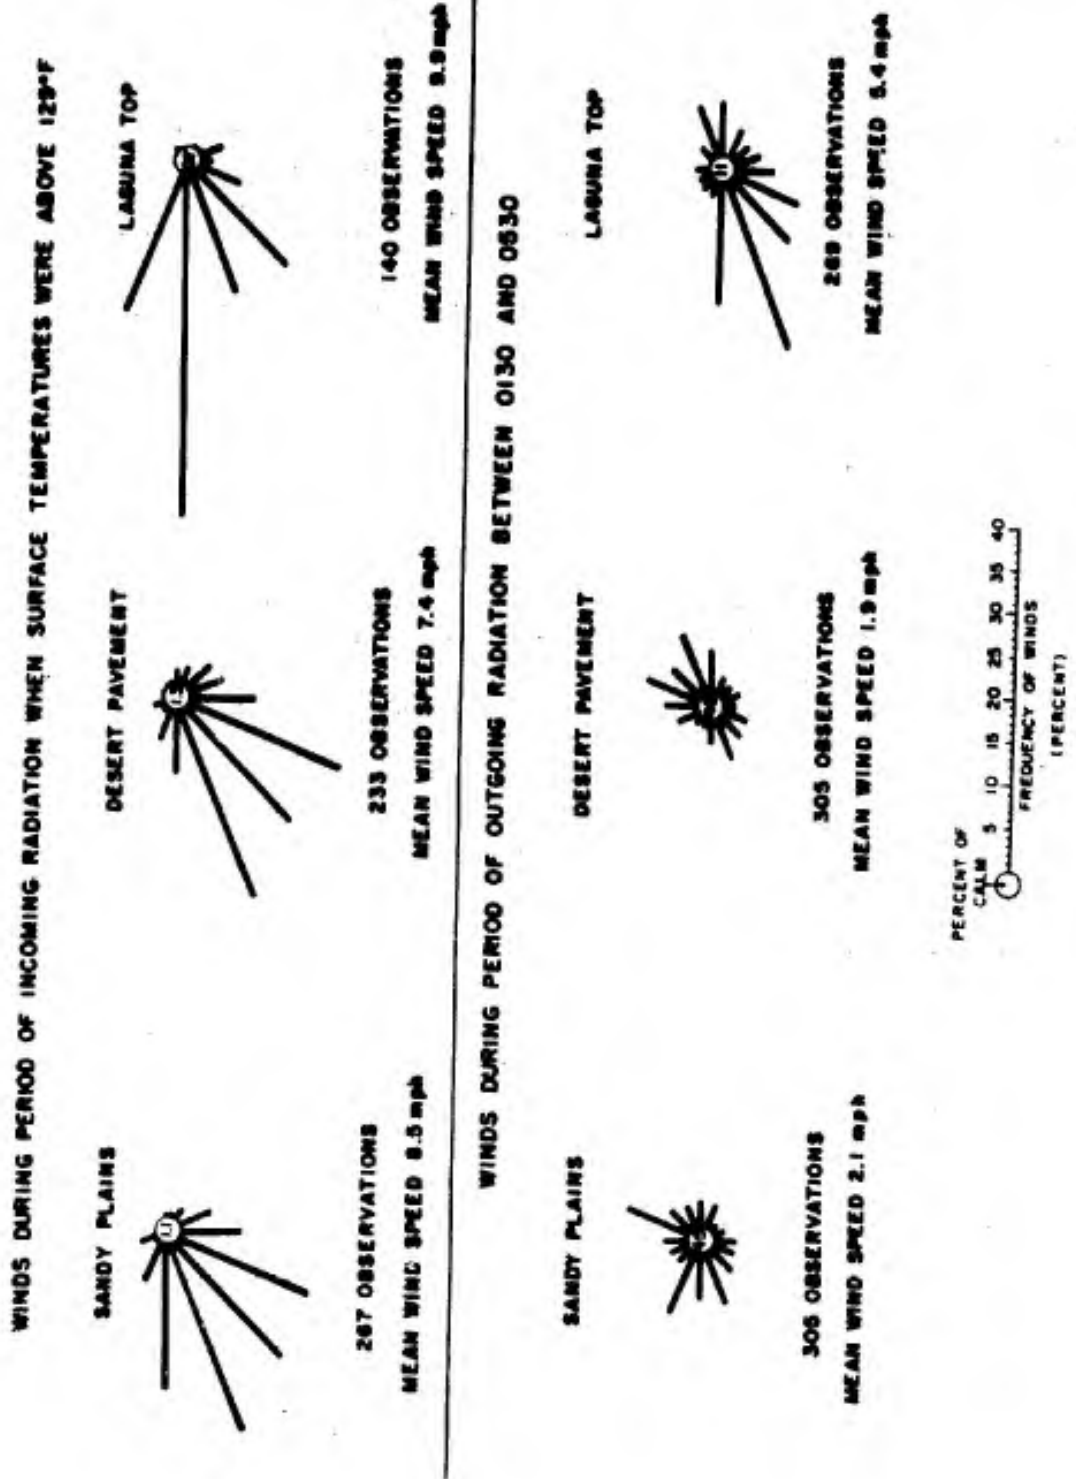 WINDS DURING PERIOD OF INCOMING RADIATION WHEN SURFACE TEMPERATURES WERE ABOVE 129°F
SANDY PLAINS
1.1
267 OBSERVATIONS
MEAN WIND SPEED 8.5 mph
DESERT PAVEMENT
233 OBSERVATIONS
MEAN WIND SPEED 7.4 mph
LAGUNA TOP
140 OBSERVATIONS
MEAN WIND SPEED 9.9 mph
WINDS DURING PERIOD OF OUTGOING RADIATION BETWEEN 0130 AND 0530
SANDY PLAINS
305 OBSERVATIONS
MEAN WIND SPEED 2.1 mph
DESERT PAVEMENT
305 OBSERVATIONS
MEAN WIND SPEED 1.9 mph
LAGUNA TOP
269 OBSERVATIONS
MEAN WIND SPEED 5.4 mph
PERCENT OF
CALM
5 10 15 20 25 30 35 40
FREQUENCY OF WINDS
(PERCENT)